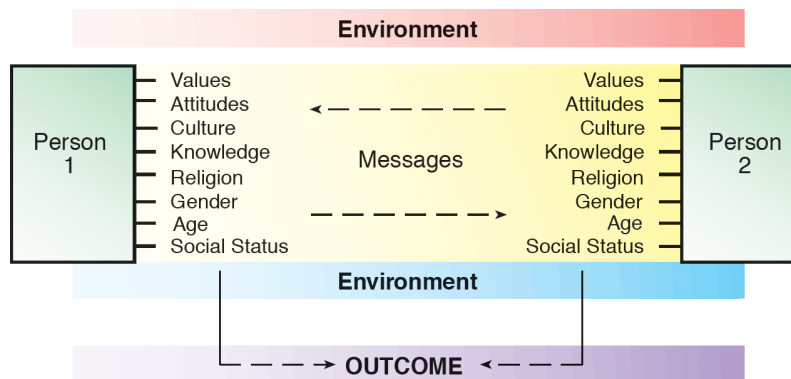 Environment
Person
1
Values
Attitudes
Culture
Knowledge
Religion
Gender
Age
Social Status
Messages
Values
Attitudes
Culture
Knowledge
Religion
Gender
Age
Social Status
Person
2
Environment
OUTCOME